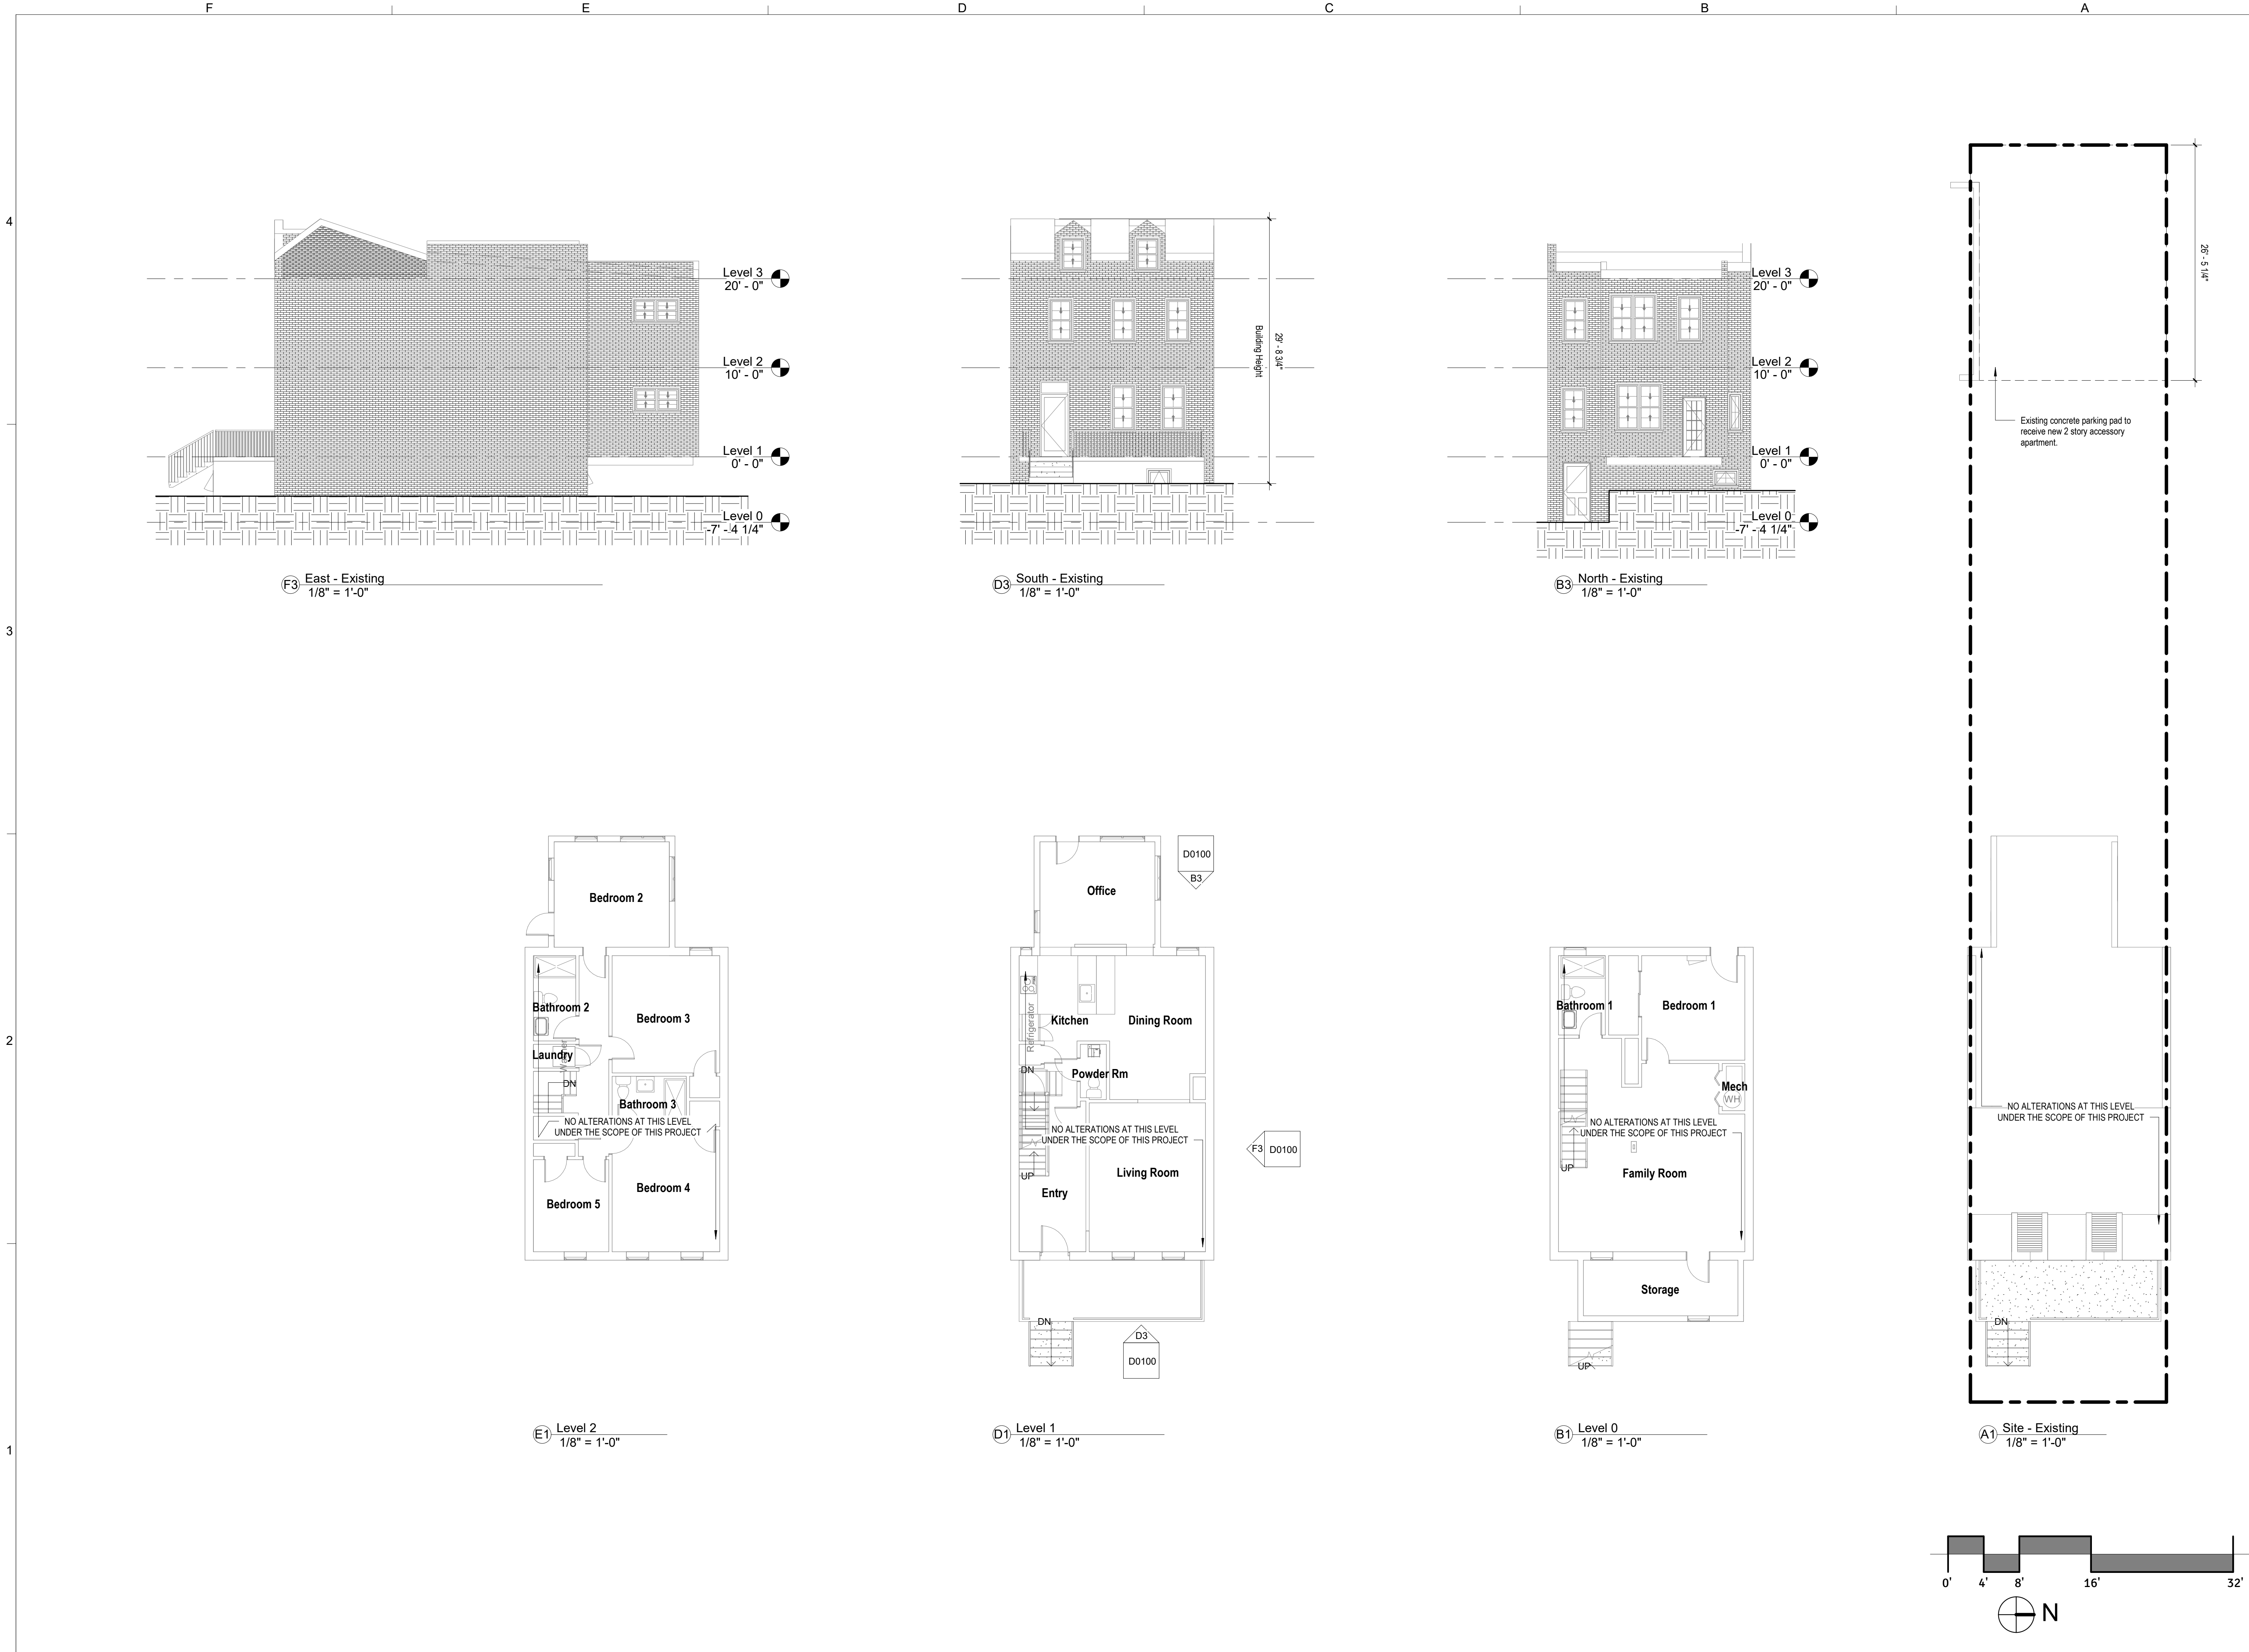 F
E
D
C
B
A
4
3
2
1
Level 3
20' - 0"
Level 2
10' - 0"
Level 1
0' - 0"
Level 0
-7' - 4 1/4"
F3
East - Existing
1/8" = 1'-0"
29' - 8 3/4"
Building Height
D3
South - Existing
1/8" = 1'-0"
Level 3
20' - 0"
Level 2
10' - 0"
Level 1
0' - 0"
Level 0
-7' - 4 1/4"
B3
North - Existing
1/8" = 1'-0"
26' - 5 1/4"
Existing concrete parking pad to
receive new 2 story accessory
apartment.
Bedroom 2
Bathroom 2
Bedroom 3
Laundry
Washer
DN
Bathroom 3
NO ALTERATIONS AT THIS LEVEL
UNDER THE SCOPE OF THIS PROJECT
Bedroom 4
Bedroom 5
E1
Level 2
1/8" = 1'-0"
D0100
B3
Office
Refrigerator
Kitchen
Dining Room
DN
Powder Rm
NO ALTERATIONS AT THIS LEVEL
UNDER THE SCOPE OF THIS PROJECT
F3
D0100
UP
Living Room
Entry
DN
D3
D0100
D1
Level 1
1/8" = 1'-0"
Bathroom 1
Bedroom 1
Mech
WH
NO ALTERATIONS AT THIS LEVEL
UNDER THE SCOPE OF THIS PROJECT
UP
Family Room
Storage
UP
B1
Level 0
1/8" = 1'-0"
NO ALTERATIONS AT THIS LEVEL
UNDER THE SCOPE OF THIS PROJECT
DN
A1
Site - Existing
1/8" = 1'-0"
0'
4'
8'
16'
32'
N